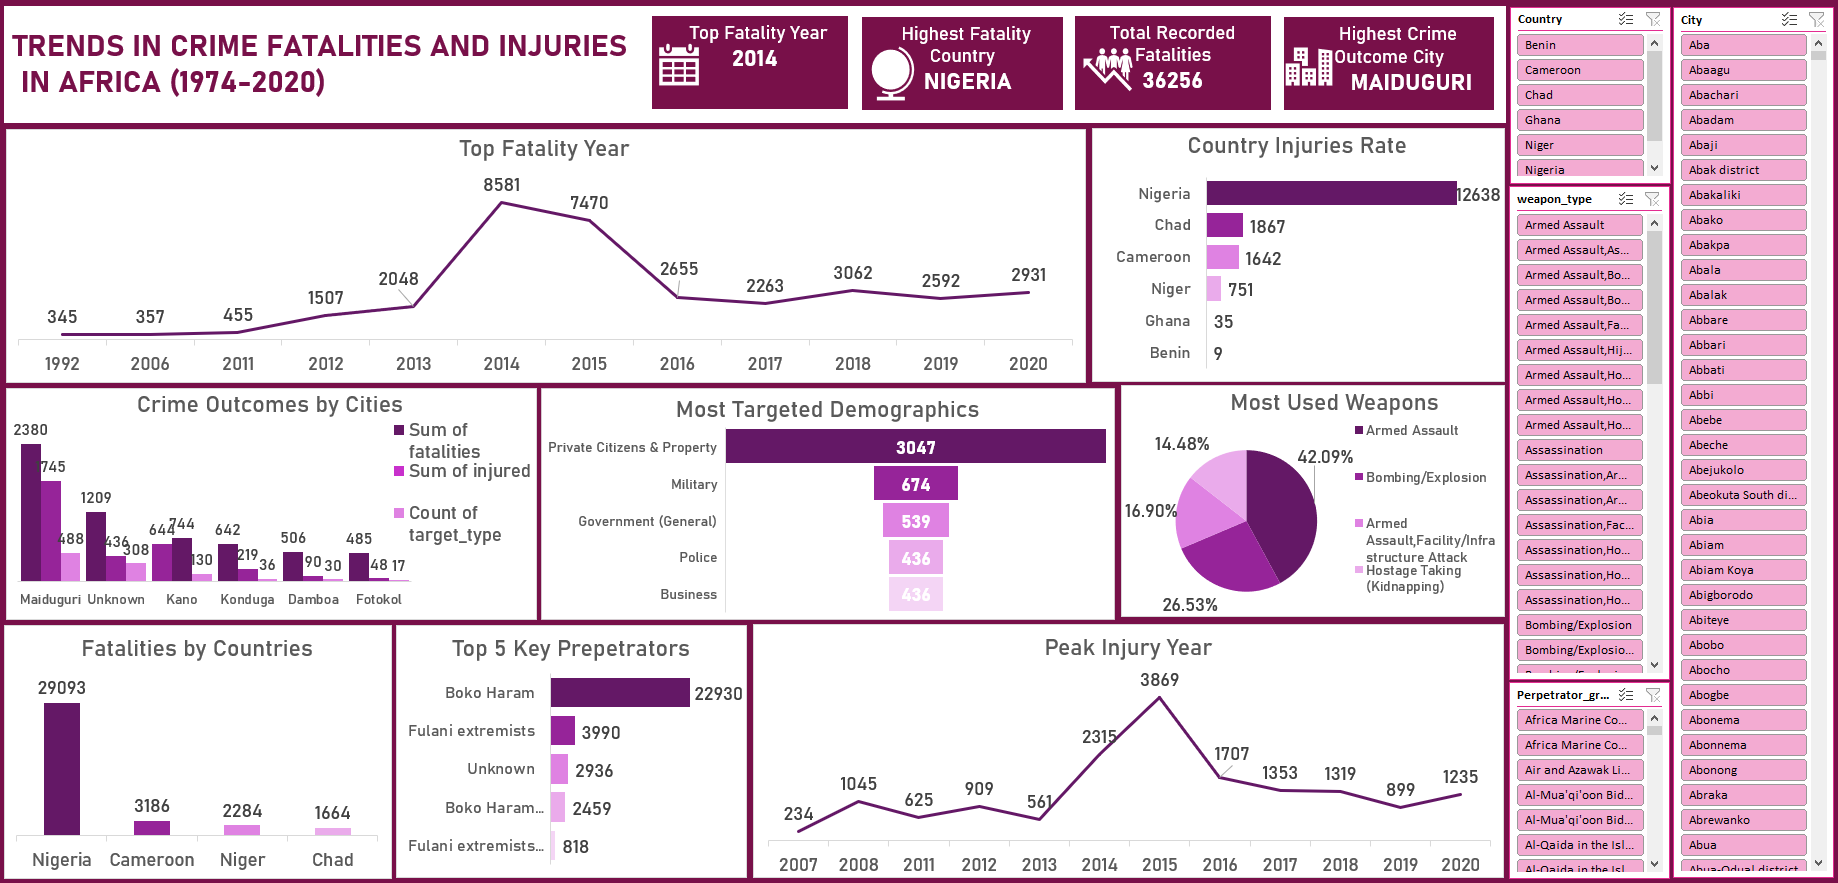 TRENDS IN CRIME FATALITIES AND INJURIES
IN AFRICA (1974-2020)
Top Fatality Year
2014
Highest Fatality
Country
NIGERIA
Total Recorded
Fatalities
36256
Highest Crime
Outcome City
MAIDUGURI
Top Fatality Year
345
357
455
1507
2048
8581
7470
2655
2263
3062
2592
2931
1992
2006
2011
2012
2013
2014
2015
2016
2017
2018
2019
2020
Country Injuries Rate
Nigeria 12638
Chad 1867
Cameroon 1642
Niger 751
Ghana 35
Benin 9
Crime Outcomes by Cities
2380
1745
488
1209
436
308
644
744
130
642
219
36
506
90
30
485
48
17
Maiduguri
Unknown
Kano
Konduga
Damboa
Fotokol
Sum of
fatalities
Sum of injured
Count of
target_type
Most Targeted Demographics
Private Citizens & Property 3047
Military 674
Government (General) 539
Police 436
Business 436
Most Used Weapons
14.48%
42.09%
16.90%
26.53%
Armed Assault
Bombing/Explosion
Armed
Assault,Facility/Infra
structure Attack
Hostage Taking
(Kidnapping)
Fatalities by Countries
29093
3186
2284
1664
Nigeria
Cameroon
Niger
Chad
Top 5 Key Prepetrators
Boko Haram 22930
Fulani extremists 3990
Unknown 2936
Boko Haram... 2459
Fulani extremists... 818
Peak Injury Year
234
1045
625
909
561
2315
3869
1707
1353
1319
899
1235
2007
2008
2011
2012
2013
2014
2015
2016
2017
2018
2019
2020
Country
Benin
Cameroon
Chad
Ghana
Niger
Nigeria
weapon_type
Armed Assault
Armed Assault,As...
Armed Assault,Bo...
Armed Assault,Bo...
Armed Assault,Fa...
Armed Assault,Hij...
Armed Assault,Ho...
Armed Assault,Ho...
Armed Assault,Ho...
Assassination
Assassination,Ar...
Assassination,Ar...
Assassination,Fac...
Assassination,Ho...
Assassination,Ho...
Assassination,Ho...
Bombing/Explosion
Bombing/Explosio...
Perpetrator_gr...
Africa Marine Co...
Africa Marine Co...
Air and Azawak Li...
Al-Mua'qi'oon Bid...
Al-Mua'qi'oon Bid...
Al-Qaida in the Isl...
Al-Qaida in the Isl...
City
Aba
Abaagu
Abachari
Abadam
Abaji
Abak district
Abakaliki
Abako
Abakpa
Abala
Abalak
Abbare
Abbari
Abbati
Abbi
Abebe
Abeche
Abejukolo
Abeokuta South di...
Abia
Abiam
Abiam Koya
Abigborodo
Abiteye
Abobo
Abocho
Abogbe
Abonema
Abonnema
Abonong
Abraka
Abrewanko
Abua
Abua-Odual district